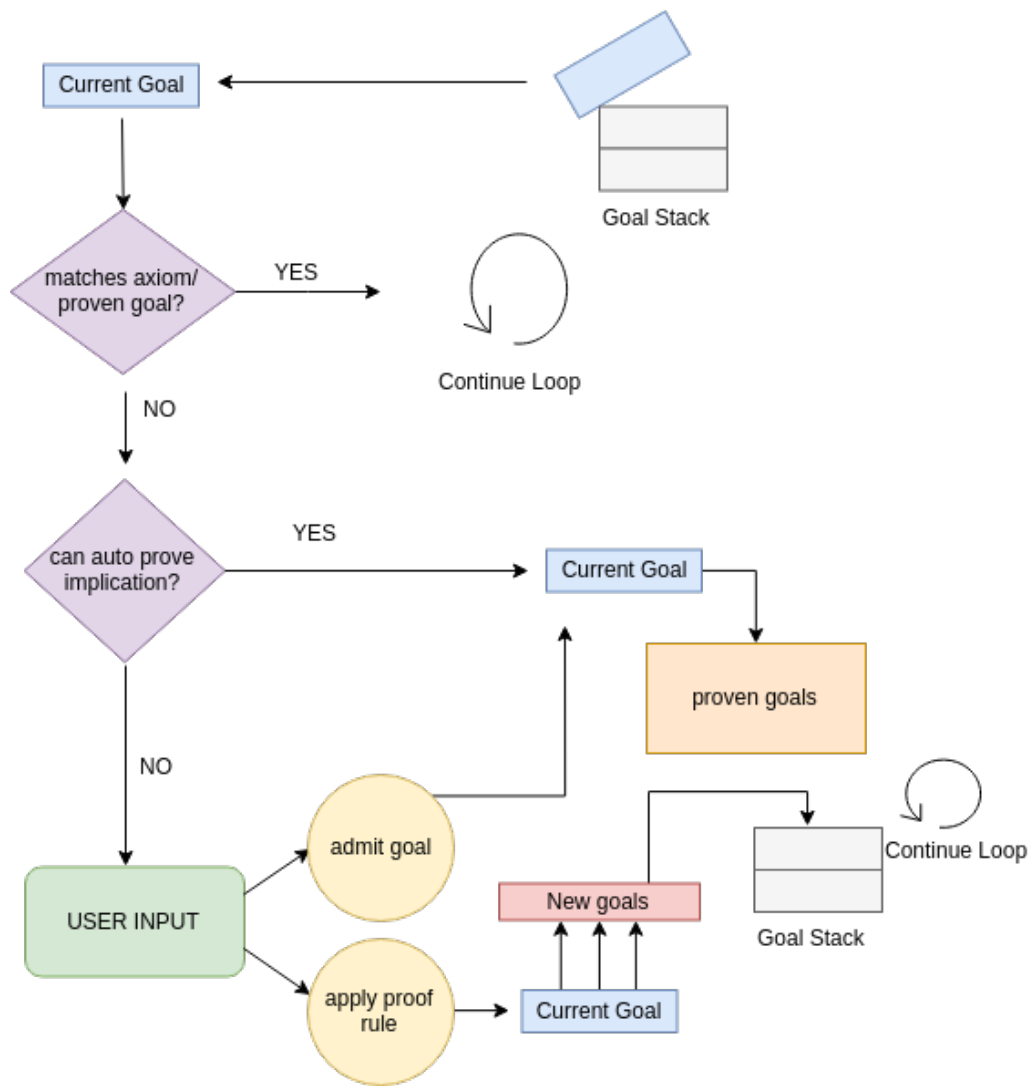 Current Goal
Goal Stack
matches axiom/
proven goal?
YES
Continue Loop
NO
can auto prove
implication?
YES
Current Goal
proven goals
NO
admit goal
Continue Loop
USER INPUT
New goals
Goal Stack
apply proof
rule
Current Goal